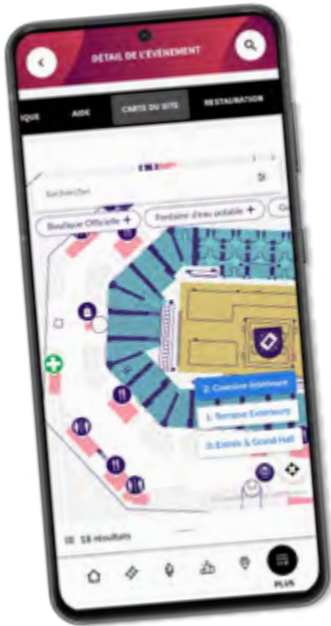 DÉTAIL DE L'ÉVÉNEMENT
IQUE AIDE CARTE DU SITE RESTAURATION
Rechercher
Boutique Officielle + Fontaine d'eau potable +
2: Coursive Intérieure
1: Terrasse Extérieure
0: Entrée & Grand Hall
18 résultats
PLUS